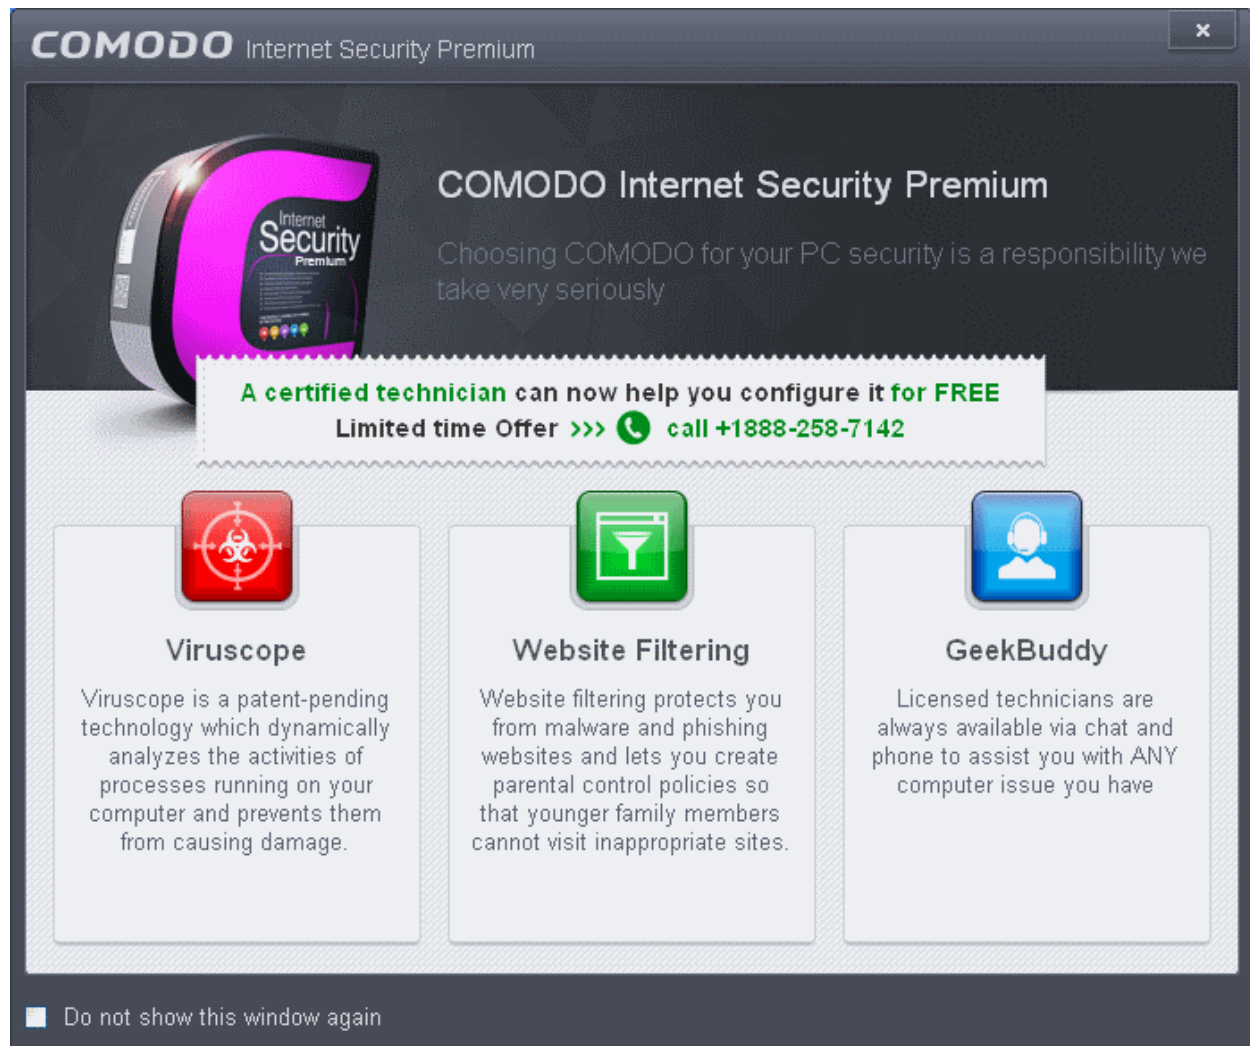 COMODO Internet Security Premium
COMODO Internet Security Premium
Choosing COMODO for your PC security is a responsibility we
take very seriously
Internet
Security
Premium
A certified technician can now help you configure it for FREE
Limited time Offer >>> call +1888-258-7142
Viruscope
Viruscope is a patent-pending
technology which dynamically
analyzes the activities of
processes running on your
computer and prevents them
from causing damage.
Website Filtering
Website filtering protects you
from malware and phishing
websites and lets you create
parental control policies so
that younger family members
cannot visit inappropriate sites.
GeekBuddy
Licensed technicians are
always available via chat and
phone to assist you with ANY
computer issue you have
Do not show this window again